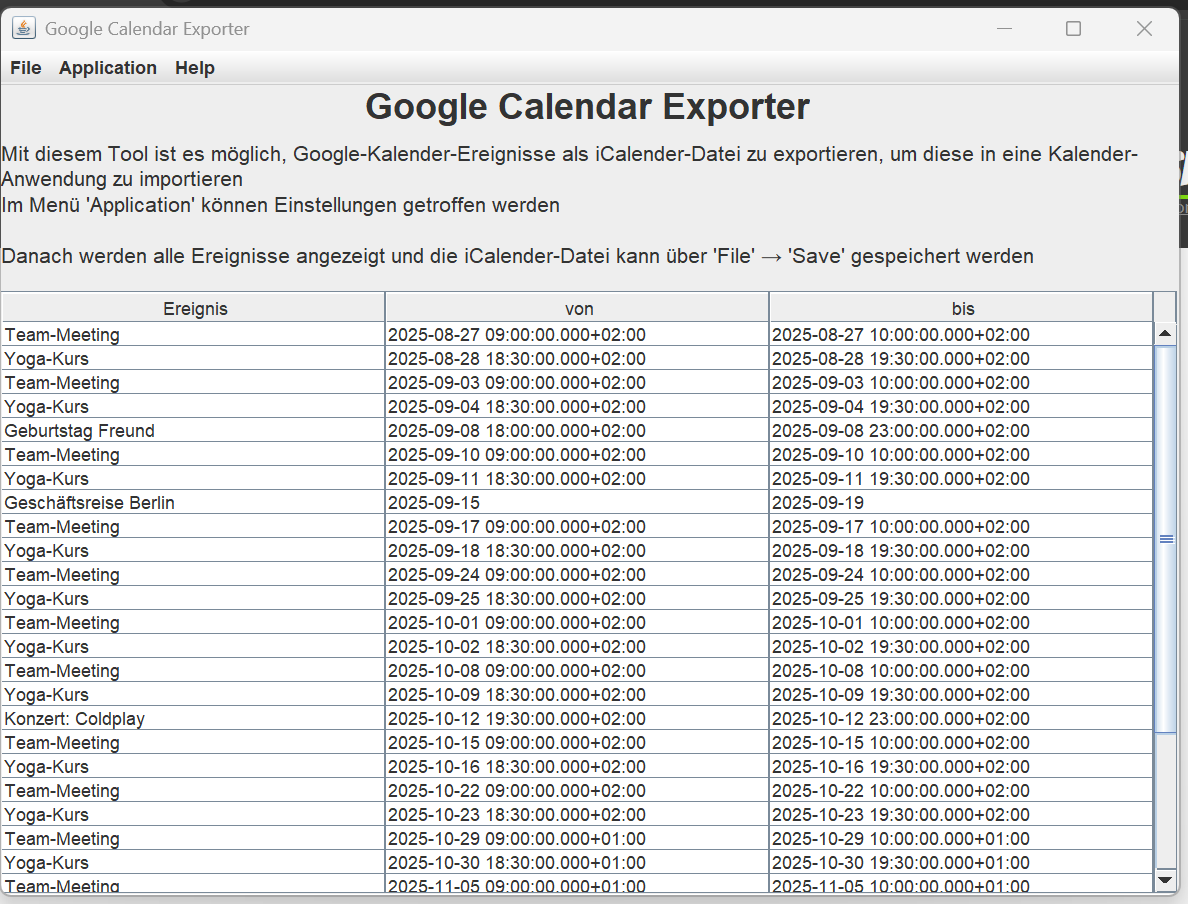 Google Calendar Exporter
File Application Help
Google Calendar Exporter
Mit diesem Tool ist es möglich, Google-Kalender-Ereignisse als iCalender-Datei zu exportieren, um diese in eine Kalender-
Anwendung zu importieren
Im Menü 'Application' können Einstellungen getroffen werden
Danach werden alle Ereignisse angezeigt und die iCalender-Datei kann über 'File' → 'Save' gespeichert werden
Ereignis von bis
Team-Meeting 2025-08-27 09:00:00.000+02:00 2025-08-27 10:00:00.000+02:00
Yoga-Kurs 2025-08-28 18:30:00.000+02:00 2025-08-28 19:30:00.000+02:00
Team-Meeting 2025-09-03 09:00:00.000+02:00 2025-09-03 10:00:00.000+02:00
Yoga-Kurs 2025-09-04 18:30:00.000+02:00 2025-09-04 19:30:00.000+02:00
Geburtstag Freund 2025-09-08 18:00:00.000+02:00 2025-09-08 23:00:00.000+02:00
Team-Meeting 2025-09-10 09:00:00.000+02:00 2025-09-10 10:00:00.000+02:00
Yoga-Kurs 2025-09-11 18:30:00.000+02:00 2025-09-11 19:30:00.000+02:00
Geschäftsreise Berlin 2025-09-15 2025-09-19
Team-Meeting 2025-09-17 09:00:00.000+02:00 2025-09-17 10:00:00.000+02:00
Yoga-Kurs 2025-09-18 18:30:00.000+02:00 2025-09-18 19:30:00.000+02:00
Team-Meeting 2025-09-24 09:00:00.000+02:00 2025-09-24 10:00:00.000+02:00
Yoga-Kurs 2025-09-25 18:30:00.000+02:00 2025-09-25 19:30:00.000+02:00
Team-Meeting 2025-10-01 09:00:00.000+02:00 2025-10-01 10:00:00.000+02:00
Yoga-Kurs 2025-10-02 18:30:00.000+02:00 2025-10-02 19:30:00.000+02:00
Team-Meeting 2025-10-08 09:00:00.000+02:00 2025-10-08 10:00:00.000+02:00
Yoga-Kurs 2025-10-09 18:30:00.000+02:00 2025-10-09 19:30:00.000+02:00
Konzert: Coldplay 2025-10-12 19:30:00.000+02:00 2025-10-12 23:00:00.000+02:00
Team-Meeting 2025-10-15 09:00:00.000+02:00 2025-10-15 10:00:00.000+02:00
Yoga-Kurs 2025-10-16 18:30:00.000+02:00 2025-10-16 19:30:00.000+02:00
Team-Meeting 2025-10-22 09:00:00.000+02:00 2025-10-22 10:00:00.000+02:00
Yoga-Kurs 2025-10-23 18:30:00.000+02:00 2025-10-23 19:30:00.000+02:00
Team-Meeting 2025-10-29 09:00:00.000+01:00 2025-10-29 10:00:00.000+01:00
Yoga-Kurs 2025-10-30 18:30:00.000+01:00 2025-10-30 19:30:00.000+01:00
Team-Meeting 2025-11-05 09:00:00.000+01:00 2025-11-05 10:00:00.000+01:00